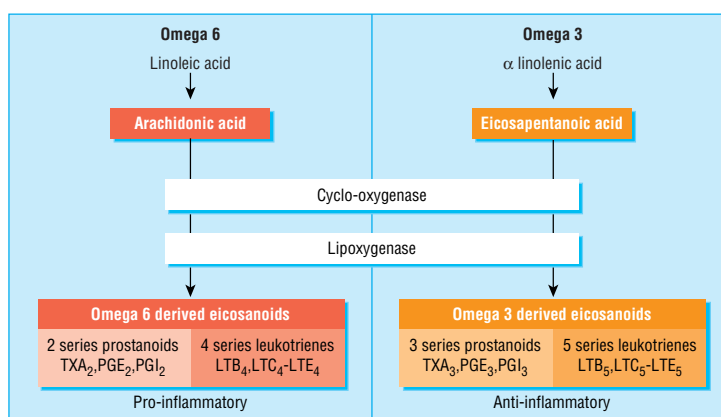 Omega 6
Omega 3
Linoleic acid
α linolenic acid
Arachidonic acid
Eicosapentanoic acid
Cyclo-oxygenase
Lipoxygenase
Omega 6 derived eicosanoids
Omega 3 derived eicosanoids
2 series prostanoids
TXA₂,PGE₂,PGI₂
4 series leukotrienes
LTB₄,LTC₄-LTE₄
3 series prostanoids
TXA₃,PGE₃,PGI₃
5 series leukotrienes
LTB₅,LTC₅-LTE₅
Pro-inflammatory
Anti-inflammatory